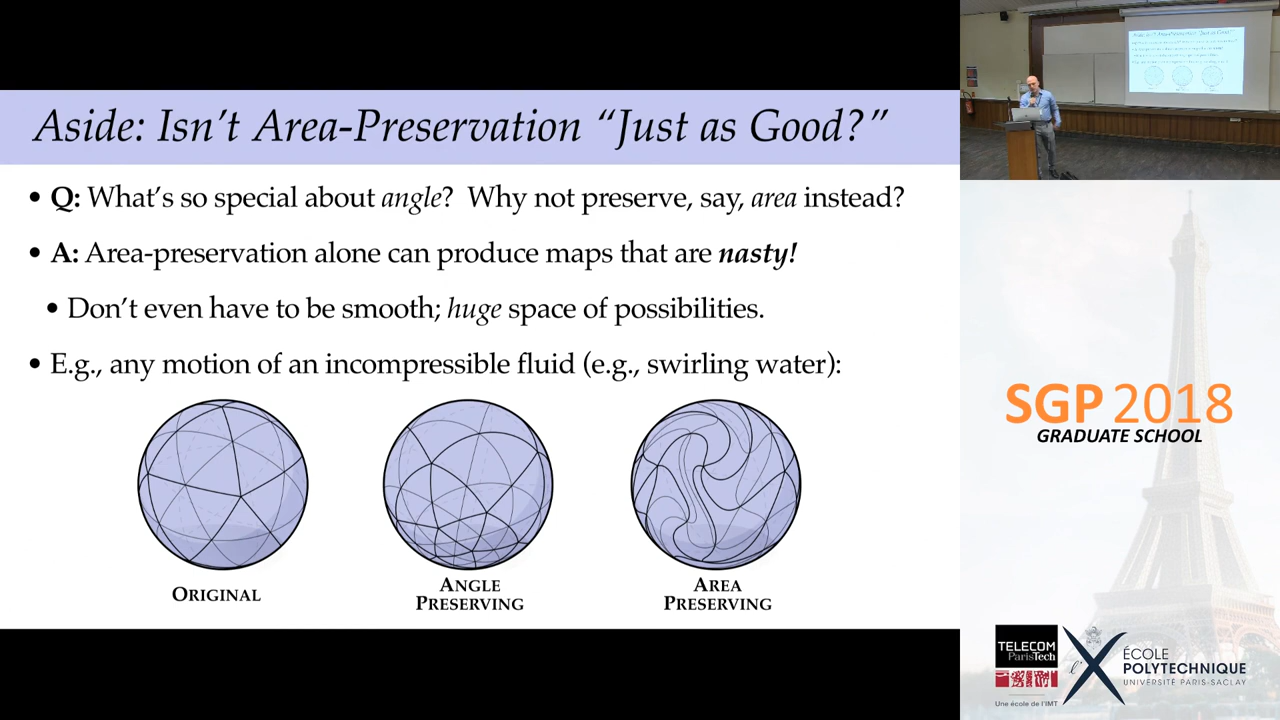 Aside: Isn't Area-Preservation “Just as Good?”
• Q: What's so special about angle? Why not preserve, say, area instead?
• A: Area-preservation alone can produce maps that are nasty!
• Don't even have to be smooth; huge space of possibilities.
• E.g., any motion of an incompressible fluid (e.g., swirling water):
ORIGINAL
ANGLE
PRESERVING
AREA
PRESERVING
SGP 2018
GRADUATE SCHOOL
TELECOM
ParisTech
Une école de l'IMT
l'X
ÉCOLE
POLYTECHNIQUE
UNIVERSITÉ PARIS-SACLAY